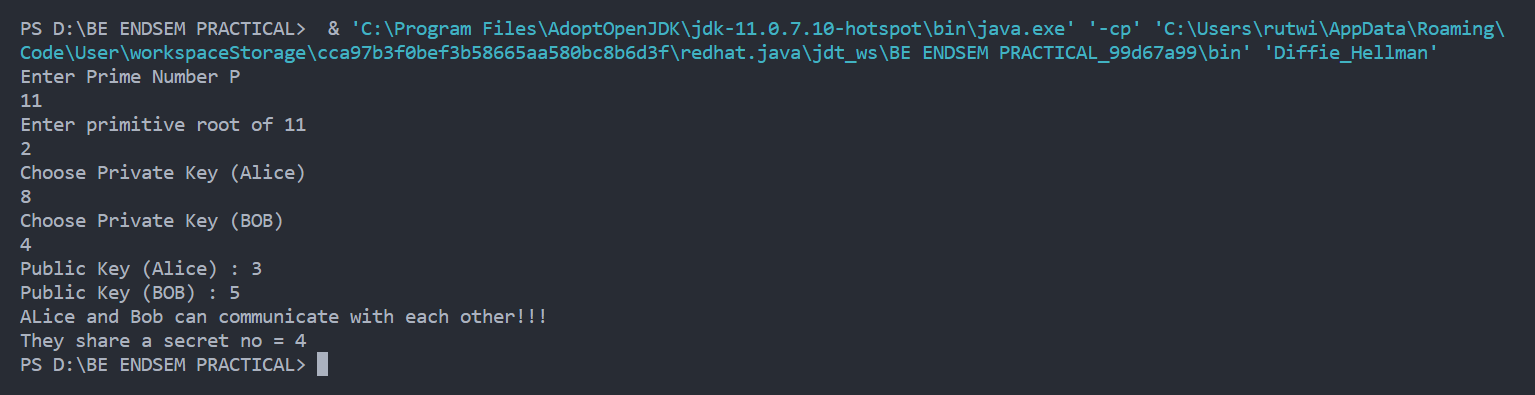 PS D:\BE ENDSEM PRACTICAL>  & 'C:\Program Files\AdoptOpenJDK\jdk-11.0.7.10-hotspot\bin\java.exe' '-cp' 'C:\Users\rutwi\AppData\Roaming\
Code\User\workspaceStorage\cca97b3f0bef3b58665aa580bc8b6d3f\redhat.java\jdt_ws\BE ENDSEM PRACTICAL_99d67a99\bin' 'Diffie_Hellman'
Enter Prime Number P
11
Enter primitive root of 11
2
Choose Private Key (Alice)
8
Choose Private Key (BOB)
4
Public Key (Alice) : 3
Public Key (BOB) : 5
ALice and Bob can communicate with each other!!!
They share a secret no = 4
PS D:\BE ENDSEM PRACTICAL>